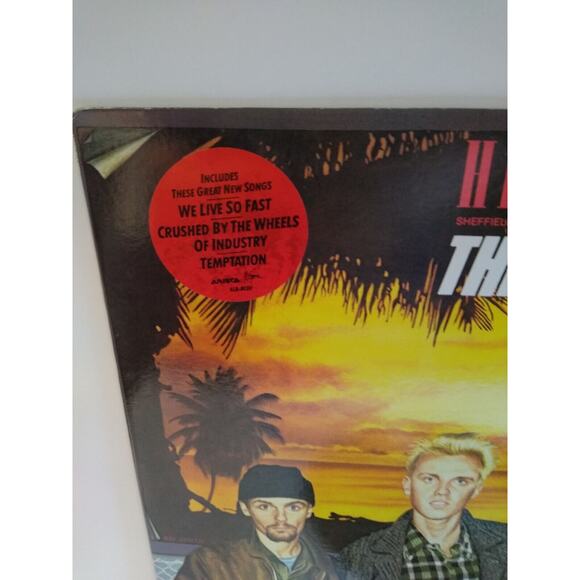 INCLUDES
THESE GREAT NEW SONGS
WE LIVE SO FAST
CRUSHED BY THE WHEELS
OF INDUSTRY
TEMPTATION
ARISTA
H
SHEFFIELD
TH